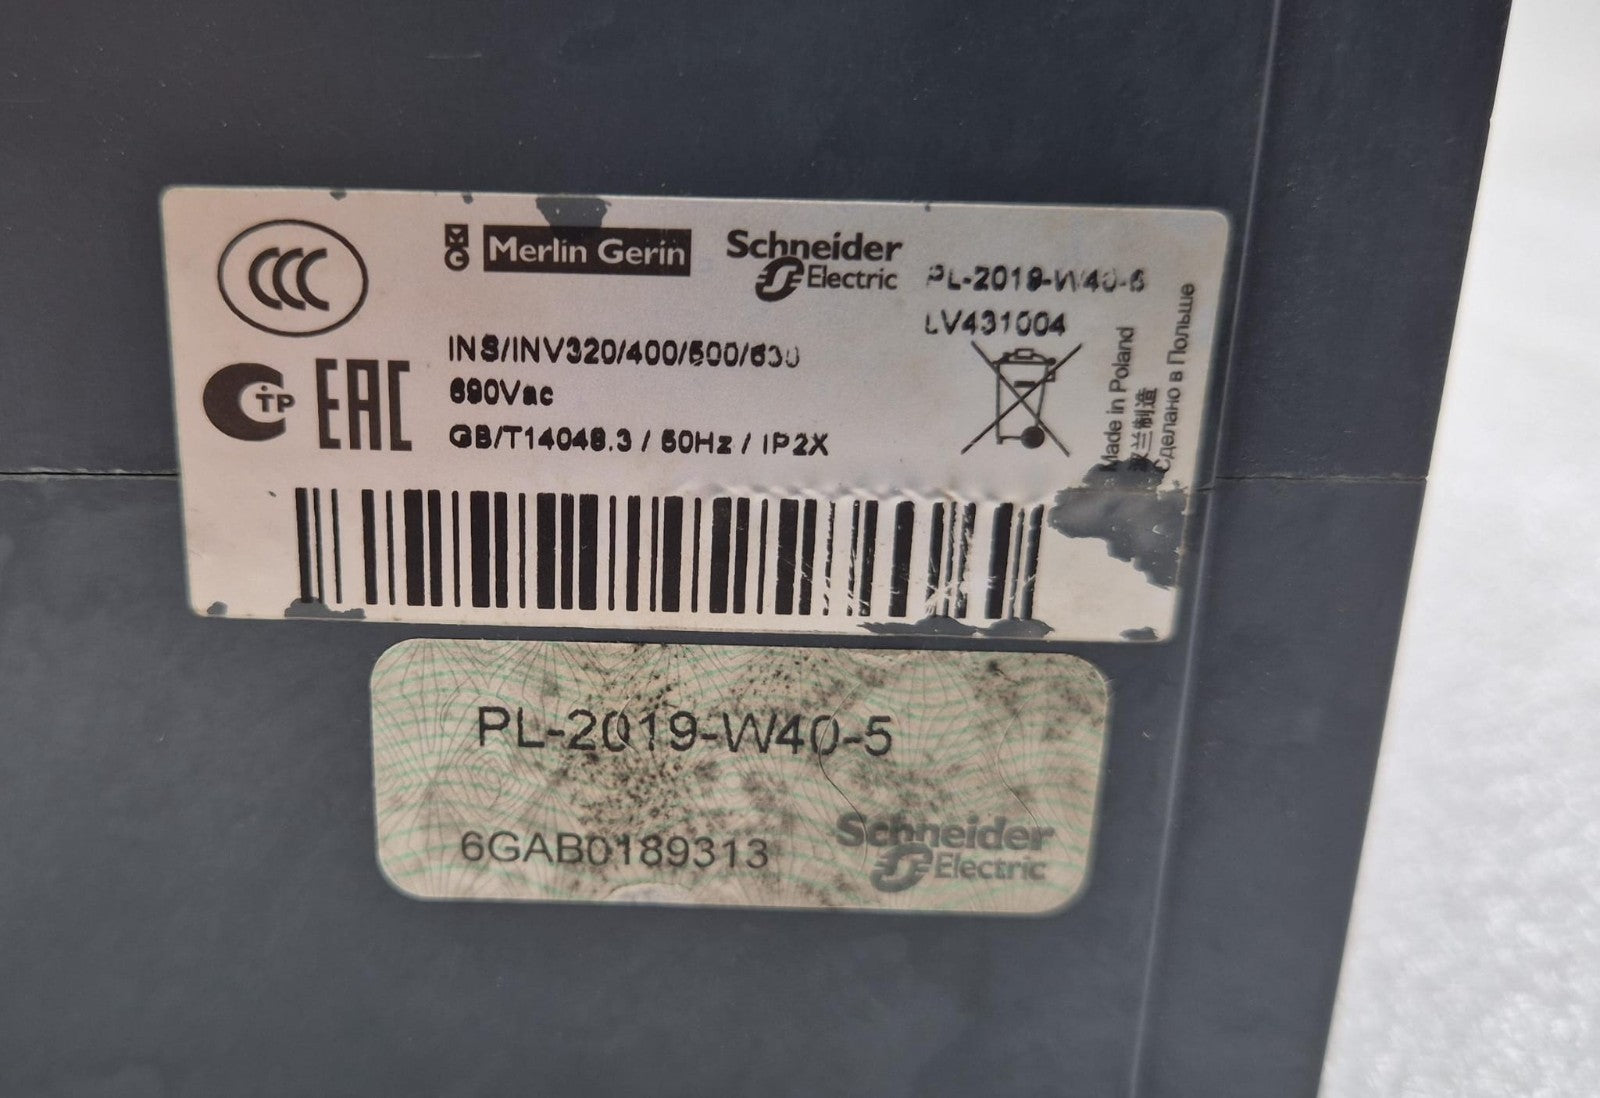 CCC
MG Merlin Gerin
Schneider Electric
PL-2019-W40-5
LV431004
INS/INV320/400/500/630
690Vac
GB/T14048.3 / 50Hz / IP2X
TP
EAC
Made in Poland
波兰制造
Сделано в Польше
PL-2019-W40-5
6GAB0189313
Schneider Electric